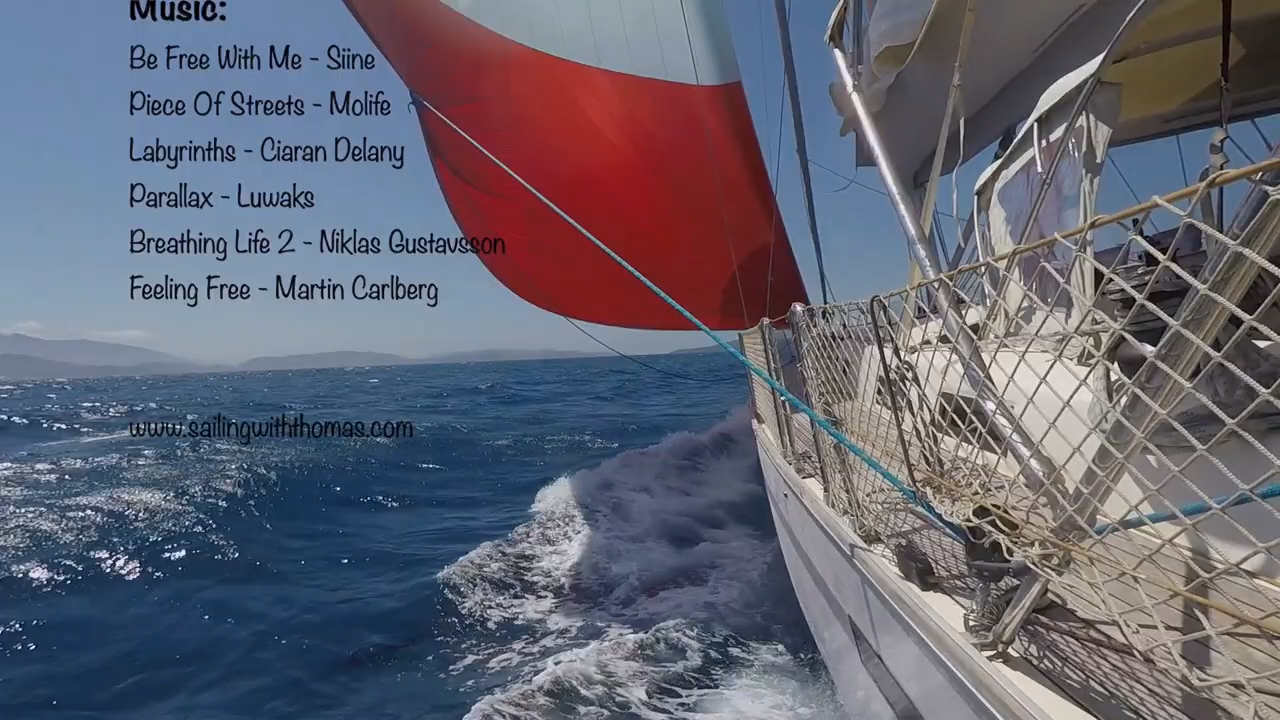 Music:
Be Free With Me - Siine
Piece Of Streets - Molife
Labyrinths - Ciaran Delany
Parallax - Luwaks
Breathing Life 2 - Niklas Gustavsson
Feeling Free - Martin Carlberg
www.sailingwiththomas.com